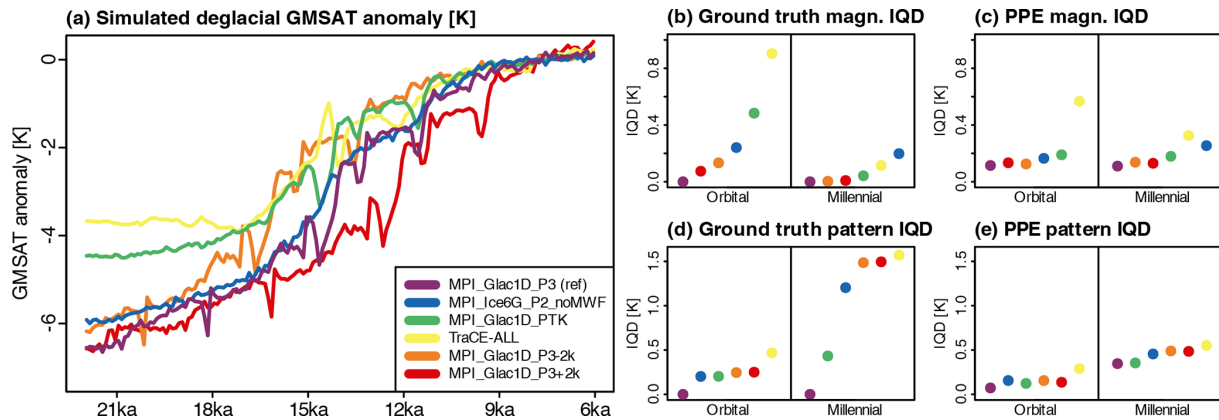 (a) Simulated deglacial GMSAT anomaly [K]
GMSAT anomaly [K]
0
-2
-4
-6
21ka 18ka 15ka 12ka 9ka 6ka
MPI_Glac1D_P3 (ref)
MPI_Ice6G_P2_noMWF
MPI_Glac1D_PTK
TraCE-ALL
MPI_Glac1D_P3-2k
MPI_Glac1D_P3+2k
(b) Ground truth magn. IQD
IQD [K]
0.8
0.4
0.0
Orbital Millennial
(c) PPE magn. IQD
IQD [K]
0.8
0.4
0.0
Orbital Millennial
(d) Ground truth pattern IQD
IQD [K]
1.5
1.0
0.5
0.0
Orbital Millennial
(e) PPE pattern IQD
IQD [K]
1.5
1.0
0.5
0.0
Orbital Millennial